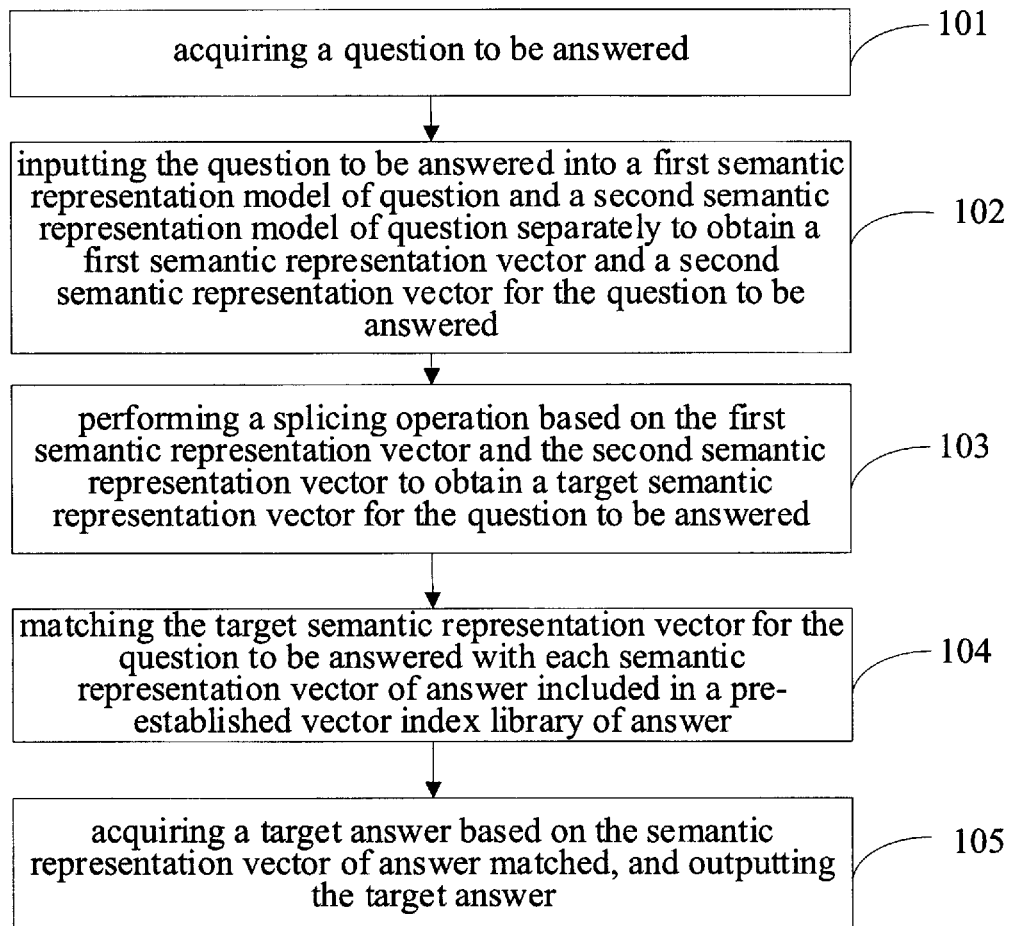 acquiring a question to be answered
101
inputting the question to be answered into a first semantic
representation model of question and a second semantic
representation model of question separately to obtain a
first semantic representation vector and a second
semantic representation vector for the question to be
answered
102
performing a splicing operation based on the first
semantic representation vector and the second semantic
representation vector to obtain a target semantic
representation vector for the question to be answered
103
matching the target semantic representation vector for the
question to be answered with each semantic
representation vector of answer included in a pre-
established vector index library of answer
104
acquiring a target answer based on the semantic
representation vector of answer matched, and outputting
the target answer
105